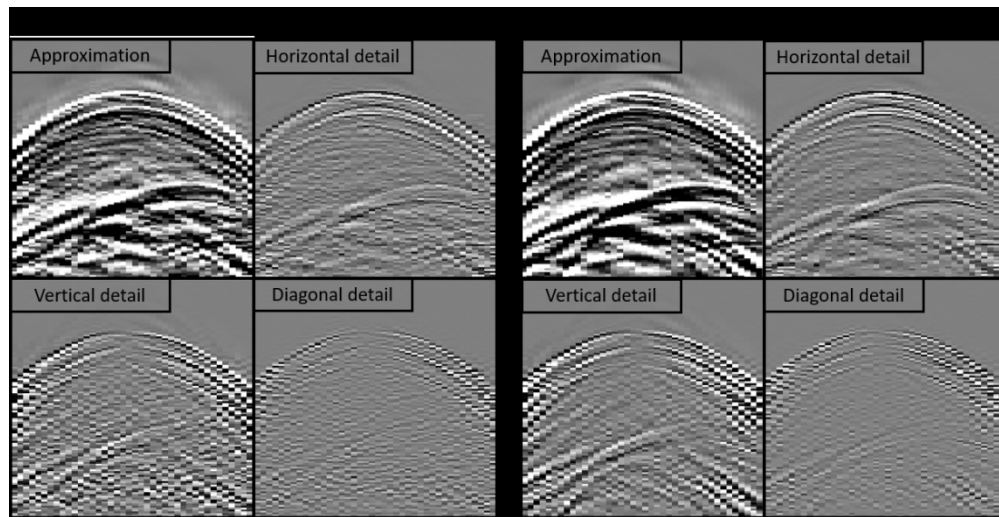 Approximation
Horizontal detail
Approximation
Horizontal detail
Vertical detail
Diagonal detail
Vertical detail
Diagonal detail